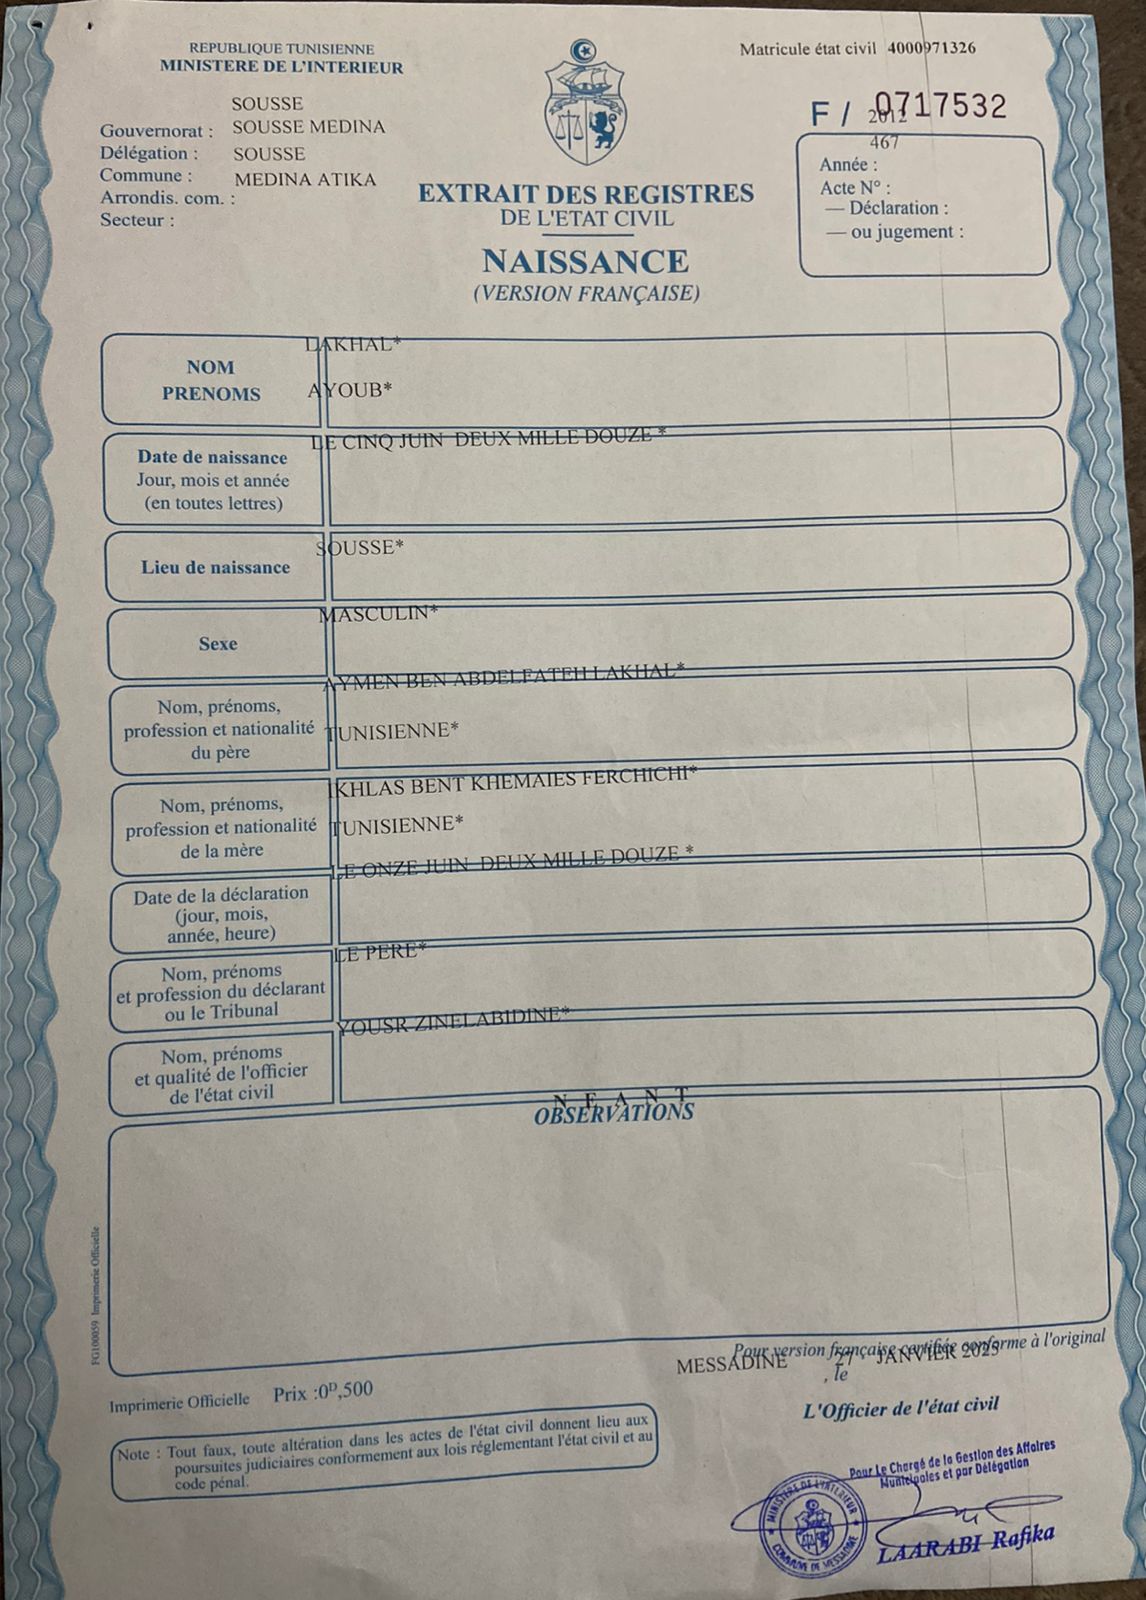 REPUBLIQUE TUNISIENNE
MINISTERE DE L'INTERIEUR
Matricule état civil 4000971326
F / 0717532
SOUSSE
Gouvernorat : SOUSSE MEDINA
Délégation : SOUSSE
Commune : MEDINA ATIKA
Arrondis. com. :
Secteur :
2012
467
Année :
Acte N° :
— Déclaration :
— ou jugement :
EXTRAIT DES REGISTRES
DE L'ETAT CIVIL
NAISSANCE
(VERSION FRANÇAISE)
LAKHAL*
NOM
PRENOMS
AYOUB*
LE CINQ JUIN DEUX MILLE DOUZE *
Date de naissance
Jour, mois et année
(en toutes lettres)
SOUSSE*
Lieu de naissance
MASCULIN*
Sexe
AYMEN BEN ABDELFATEH LAKHAL*
Nom, prénoms,
profession et nationalité
du père
TUNISIENNE*
IKHLAS BENT KHEMAIES FERCHICHI*
Nom, prénoms,
profession et nationalité
de la mère
TUNISIENNE*
LE ONZE JUIN DEUX MILLE DOUZE *
Date de la déclaration
(jour, mois,
année, heure)
LE PERE*
Nom, prénoms
et profession du déclarant
ou le Tribunal
YOUSR ZINELABIDINE*
Nom, prénoms
et qualité de l'officier
de l'état civil
N E A N T
OBSERVATIONS
FG100059 Imprimerie Officielle
Pour version française certifiée conforme à l'original
MESSADINE , le 27 JANVIER 2025
Imprimerie Officielle Prix :0ᴰ,500
L'Officier de l'état civil
Note : Tout faux, toute altération dans les actes de l'état civil donnent lieu aux
poursuites judiciaires conformement aux lois réglementant l'état civil et au
code pénal.
Pour Le Chargé de la Gestion des Affaires
Municipales et par Délégation
MINISTERE DE L'INTERIEUR
COMMUNE DE MESSADINE
LAARABI Rafika